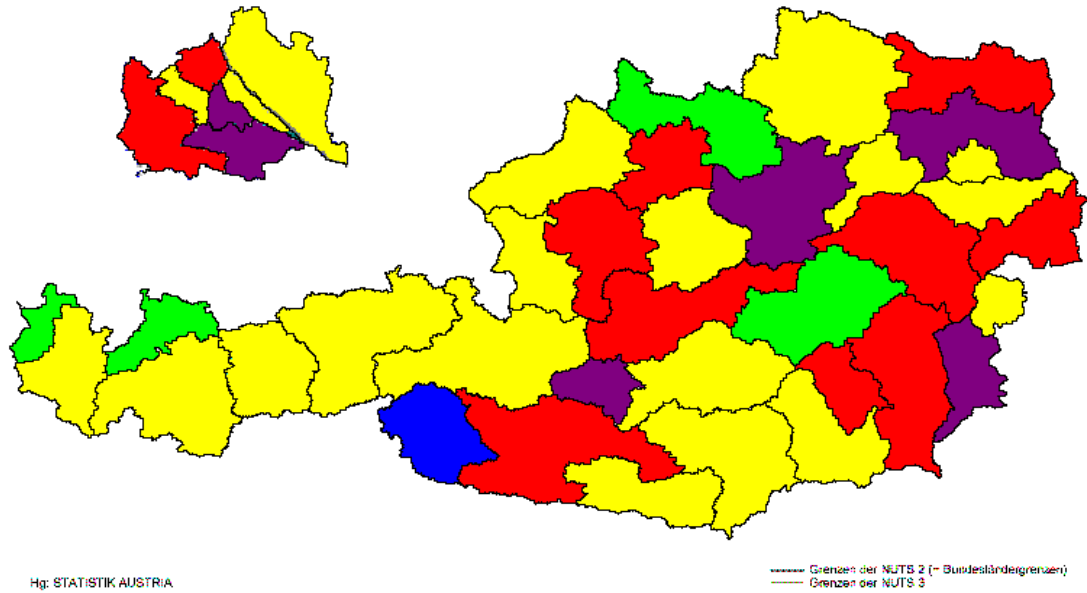 Hg: STATISTIK AUSTRIA
Grenzen der NUTS 2 (= Bundesländergrenzen)
Grenzen der NUTS 3